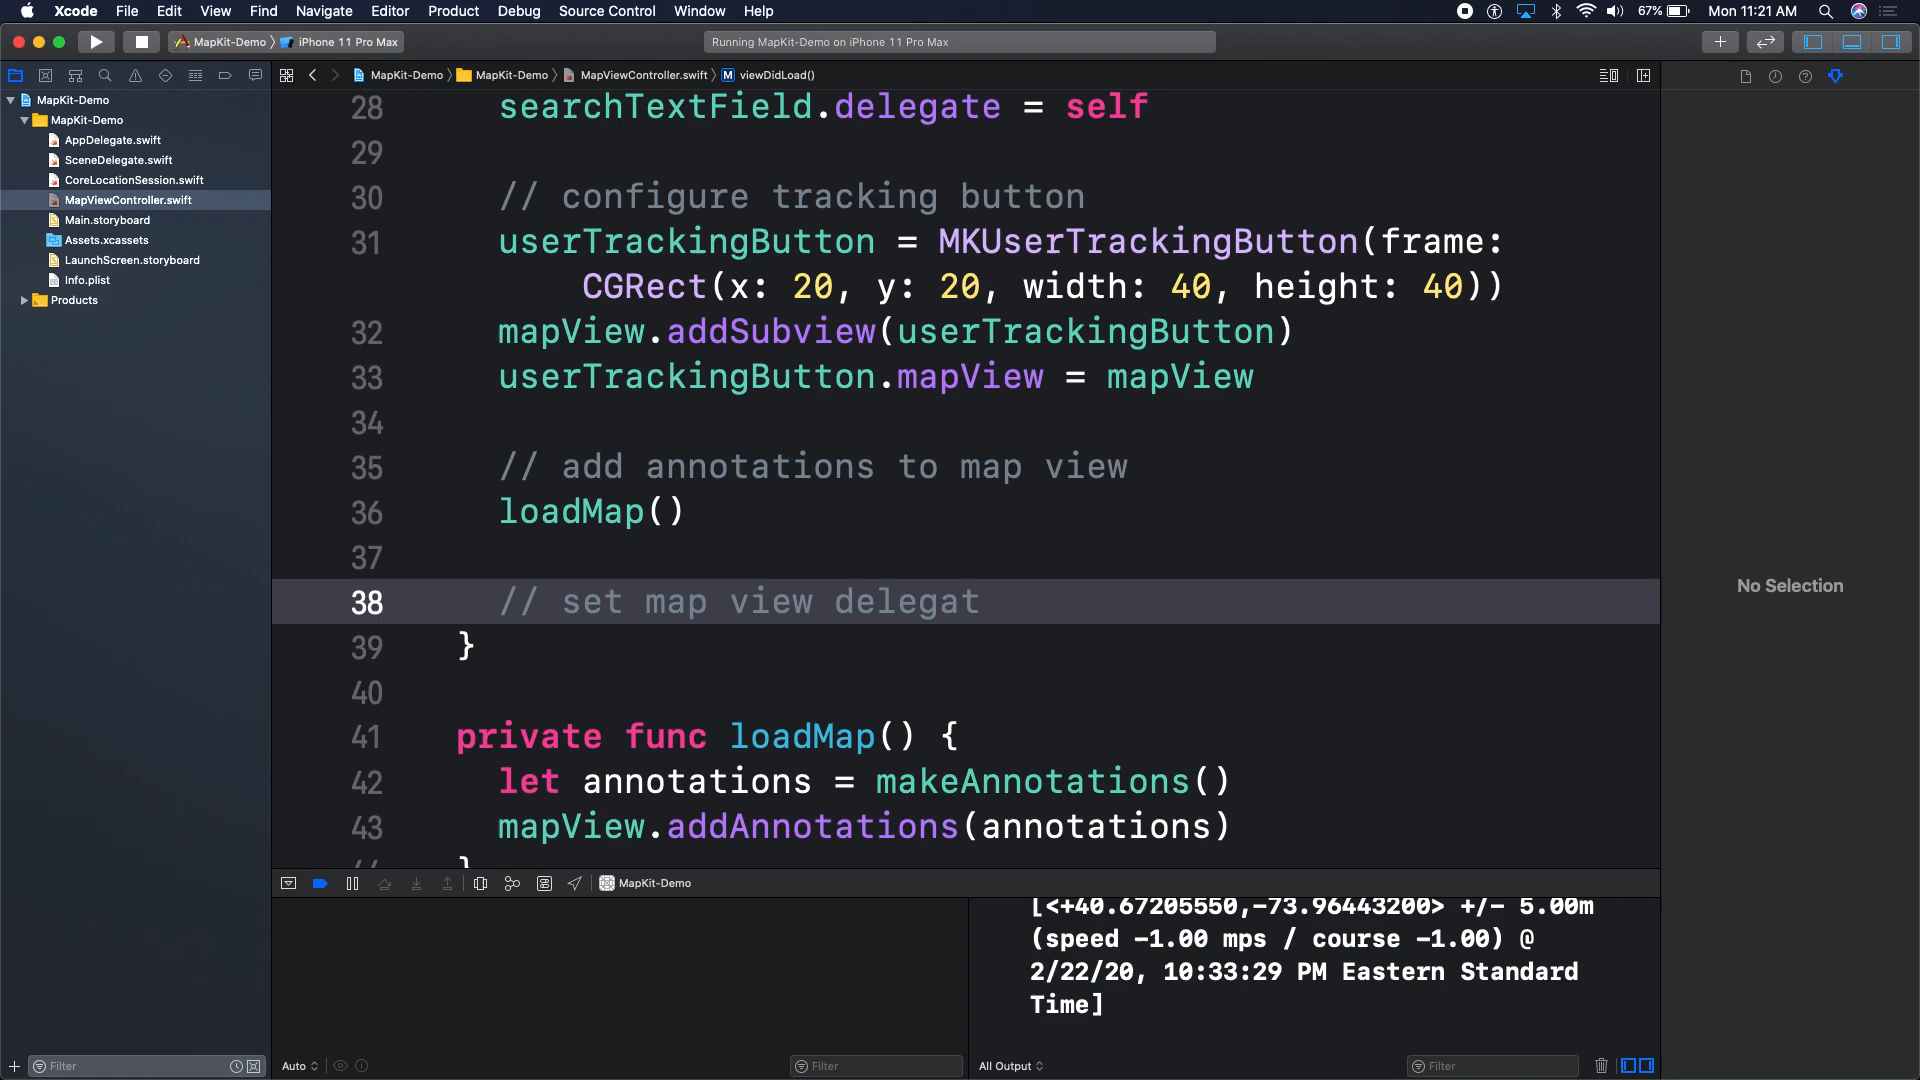 Xcode File Edit View Find Navigate Editor Product Debug Source Control Window Help 67% Mon 11:21 AM
MapKit-Demo iPhone 11 Pro Max Running MapKit-Demo on iPhone 11 Pro Max
MapKit-Demo MapKit-Demo MapViewController.swift M viewDidLoad()
MapKit-Demo
MapKit-Demo
AppDelegate.swift
SceneDelegate.swift
CoreLocationSession.swift
MapViewController.swift
Main.storyboard
Assets.xcassets
LaunchScreen.storyboard
Info.plist
Products
28 searchTextField.delegate = self
29
30 // configure tracking button
31 userTrackingButton = MKUserTrackingButton(frame:
CGRect(x: 20, y: 20, width: 40, height: 40))
32 mapView.addSubview(userTrackingButton)
33 userTrackingButton.mapView = mapView
34
35 // add annotations to map view
36 loadMap()
37
38 // set map view delegat
39 }
40
41 private func loadMap() {
42 let annotations = makeAnnotations()
43 mapView.addAnnotations(annotations)
44 }
No Selection
MapKit-Demo
[<+40.67205550,-73.96443200> +/- 5.00m
(speed -1.00 mps / course -1.00) @
2/22/20, 10:33:29 PM Eastern Standard
Time]
Filter Auto Filter All Output Filter